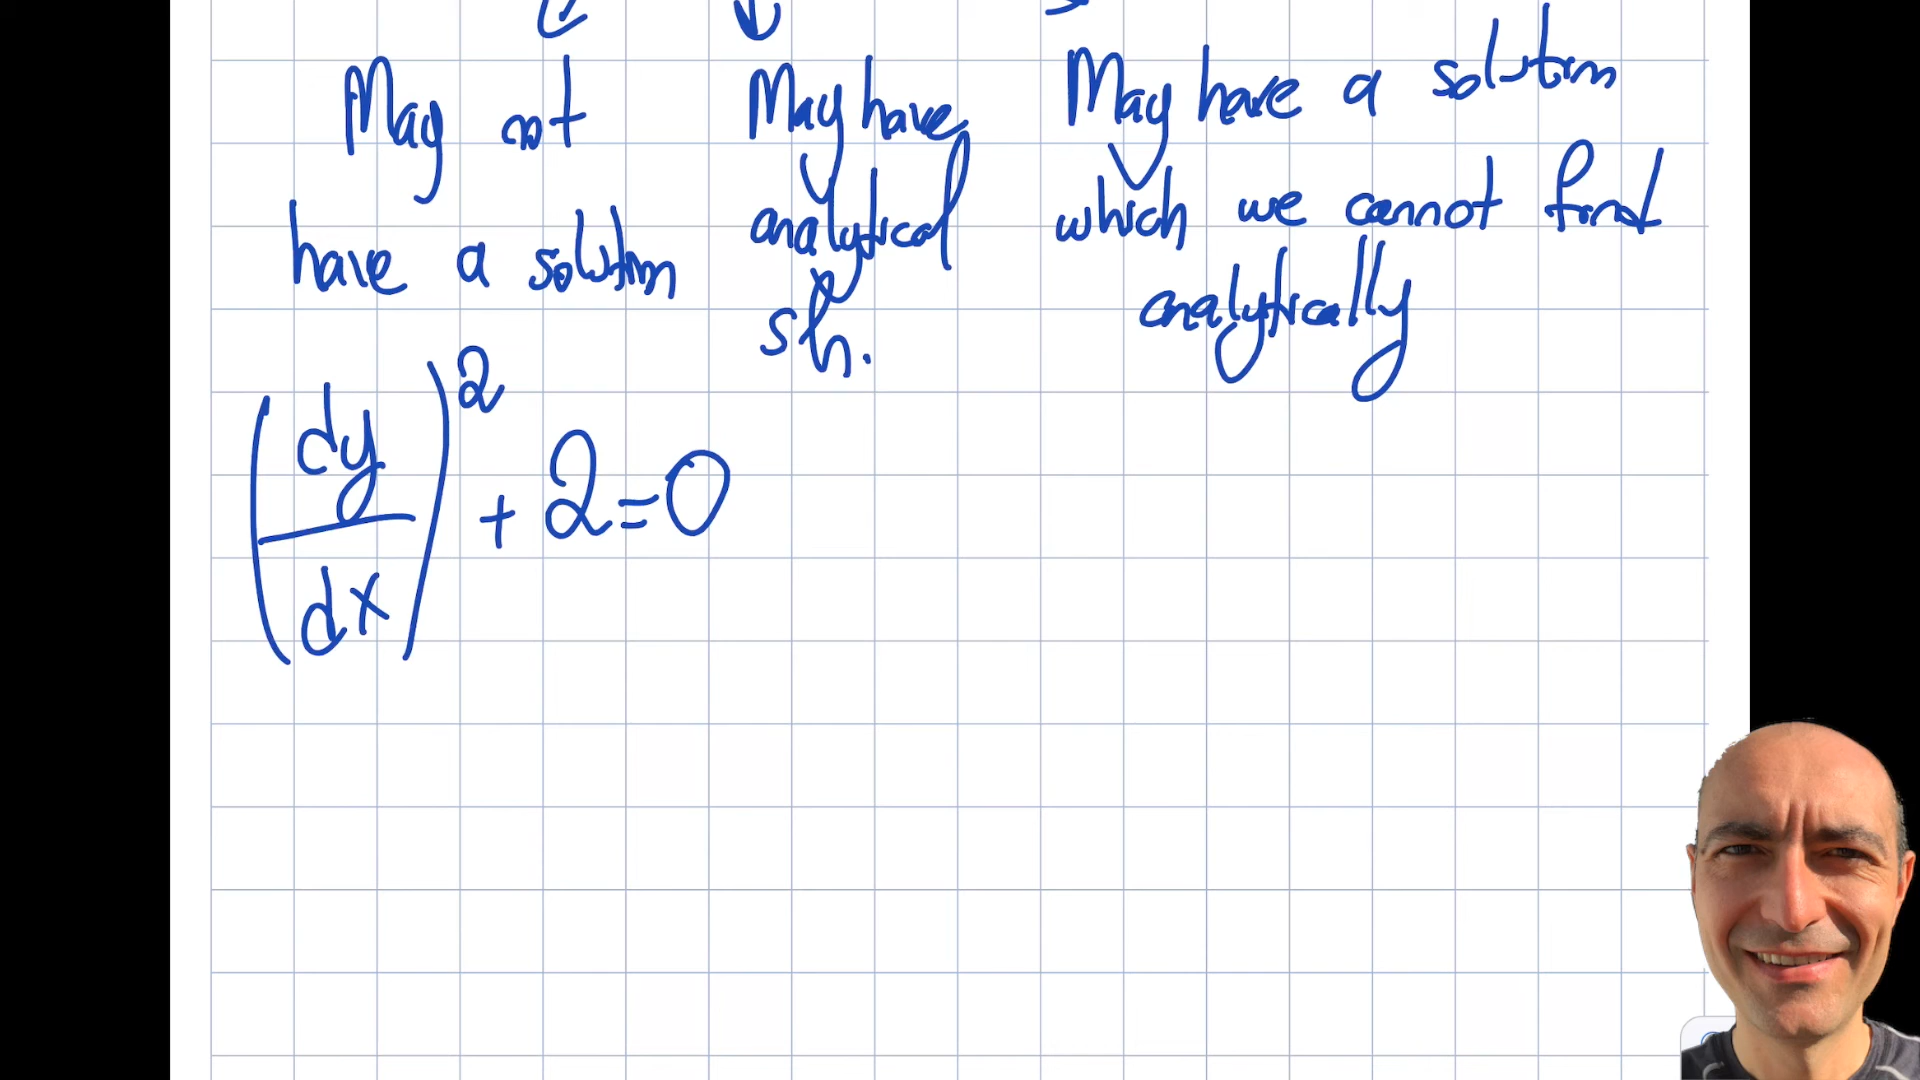 May not
have a solution
May have
analytical
sln.
May have a solution
which we cannot find
analytically
(dy/dx)² + 2 = 0